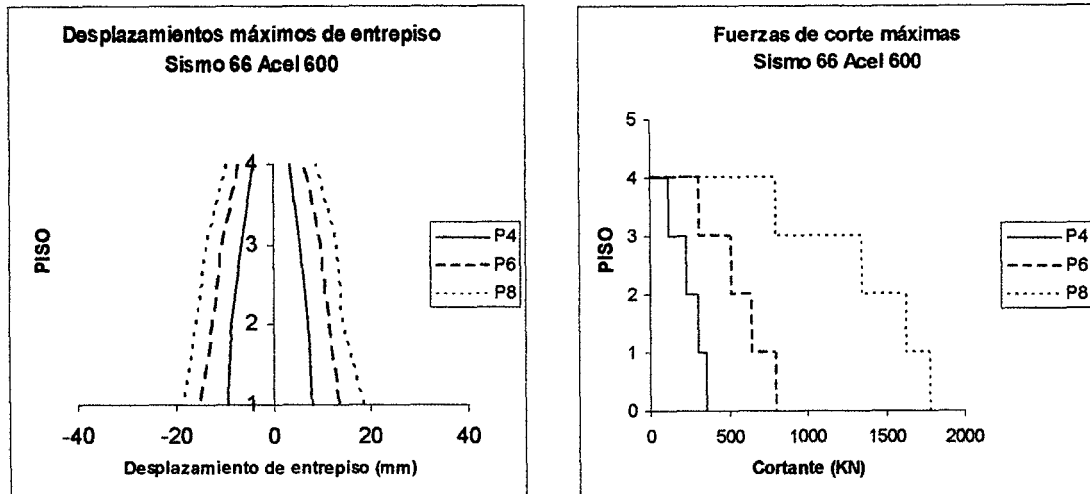 Desplazamientos máximos de entrepiso
Sismo 66 Acel 600
PISO
4
3
2
1
-40
-20
0
20
40
Desplazamiento de entrepiso (mm)
P4
P6
P8
Fuerzas de corte máximas
Sismo 66 Acel 600
PISO
5
4
3
2
1
0
0
500
1000
1500
2000
Cortante (KN)
P4
P6
P8